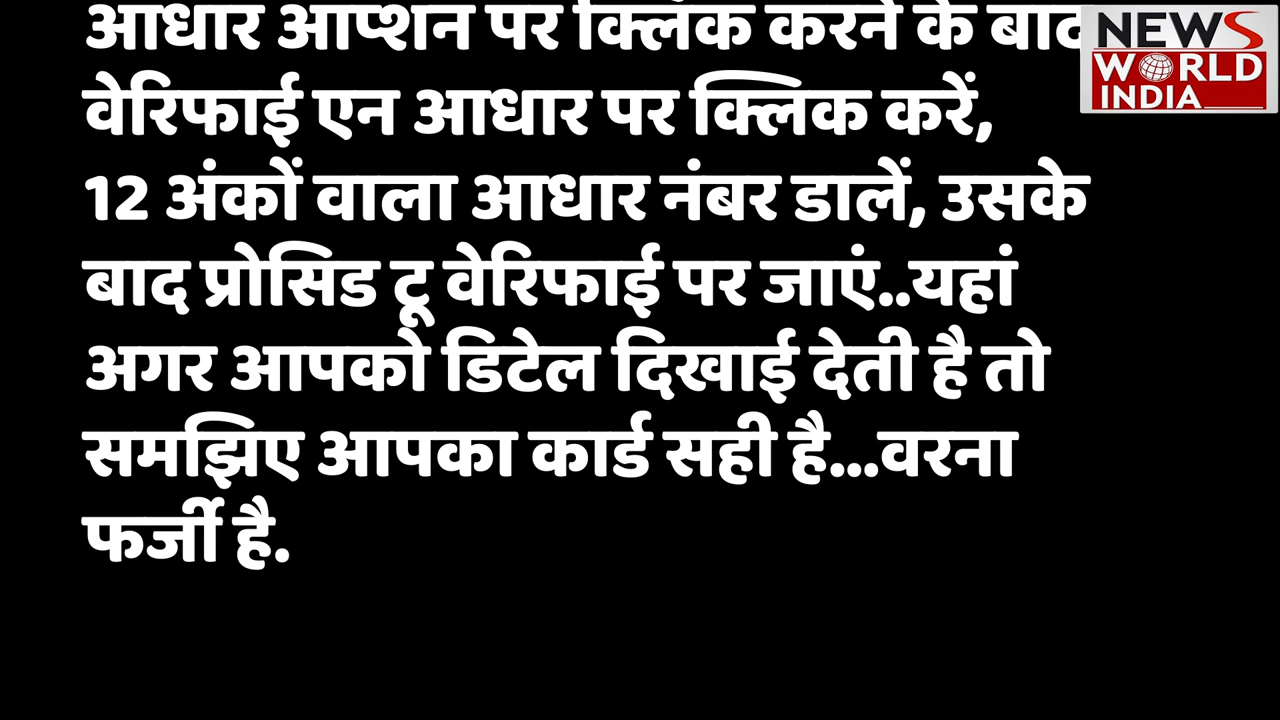 आधार आप्शन पर क्लिक करने के बाद
वेरिफाई एन आधार पर क्लिक करें,
12 अंकों वाला आधार नंबर डालें, उसके
बाद प्रोसिड टू वेरिफाई पर जाएं..यहां
अगर आपको डिटेल दिखाई देती है तो
समझिए आपका कार्ड सही है...वरना
फर्जी है.
NEWS
WORLD
INDIA